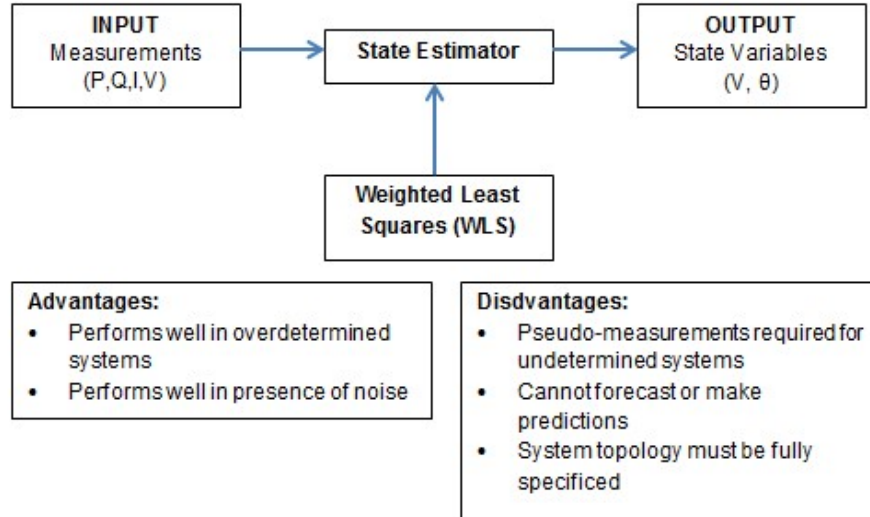 INPUT
Measurements
(P,Q,I,V)
State Estimator
OUTPUT
State Variables
(V, θ)
Weighted Least
Squares (WLS)
Advantages:
• Performs well in overdetermined
systems
• Performs well in presence of noise
Disdvantages:
• Pseudo-measurements required for
undetermined systems
• Cannot forecast or make
predictions
• System topology must be fully
specificed